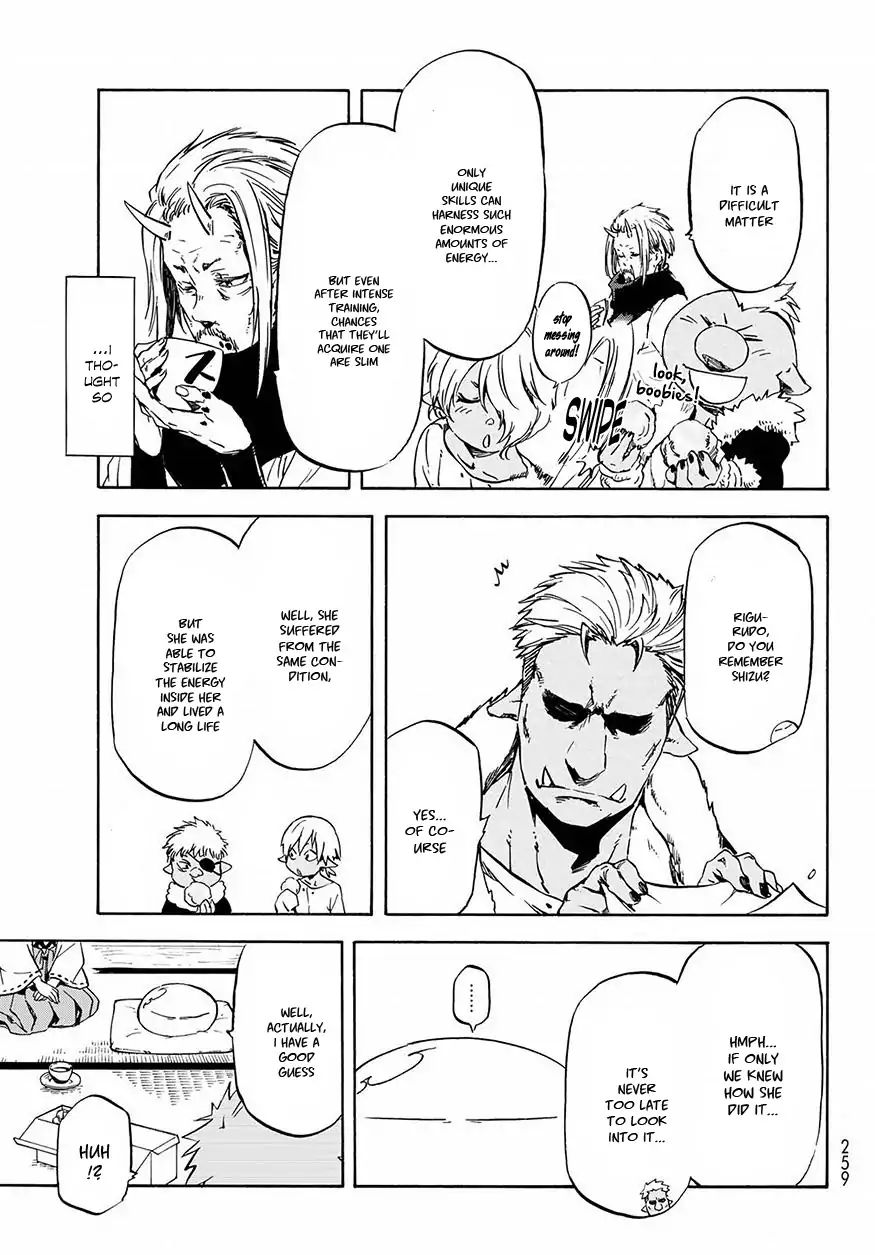 IT IS A
DIFFICULT
MATTER
look,
boobies!
stop
messing
around!
SWIPE
ONLY
UNIQUE
SKILLS CAN
HARNESS SUCH
ENORMOUS
AMOUNTS OF
ENERGY...
BUT EVEN
AFTER INTENSE
TRAINING,
CHANCES
THAT THEY'LL
ACQUIRE ONE
ARE SLIM
...I
THO-
UGHT
SO
RIGU-
RUDO,
DO YOU
REMEMBER
SHIZU?
YES...
OF CO-
URSE
WELL, SHE
SUFFERED
FROM THE
SAME CON-
DITION,
BUT
SHE WAS
ABLE TO
STABILIZE
THE ENERGY
INSIDE HER
AND LIVED A
LONG LIFE
HMPH...
IF ONLY
WE KNEW
HOW SHE
DID IT...
IT'S
NEVER
TOO LATE
TO LOOK
INTO IT...
......
WELL,
ACTUALLY,
I HAVE A
GOOD
GUESS
HUH
!?
259